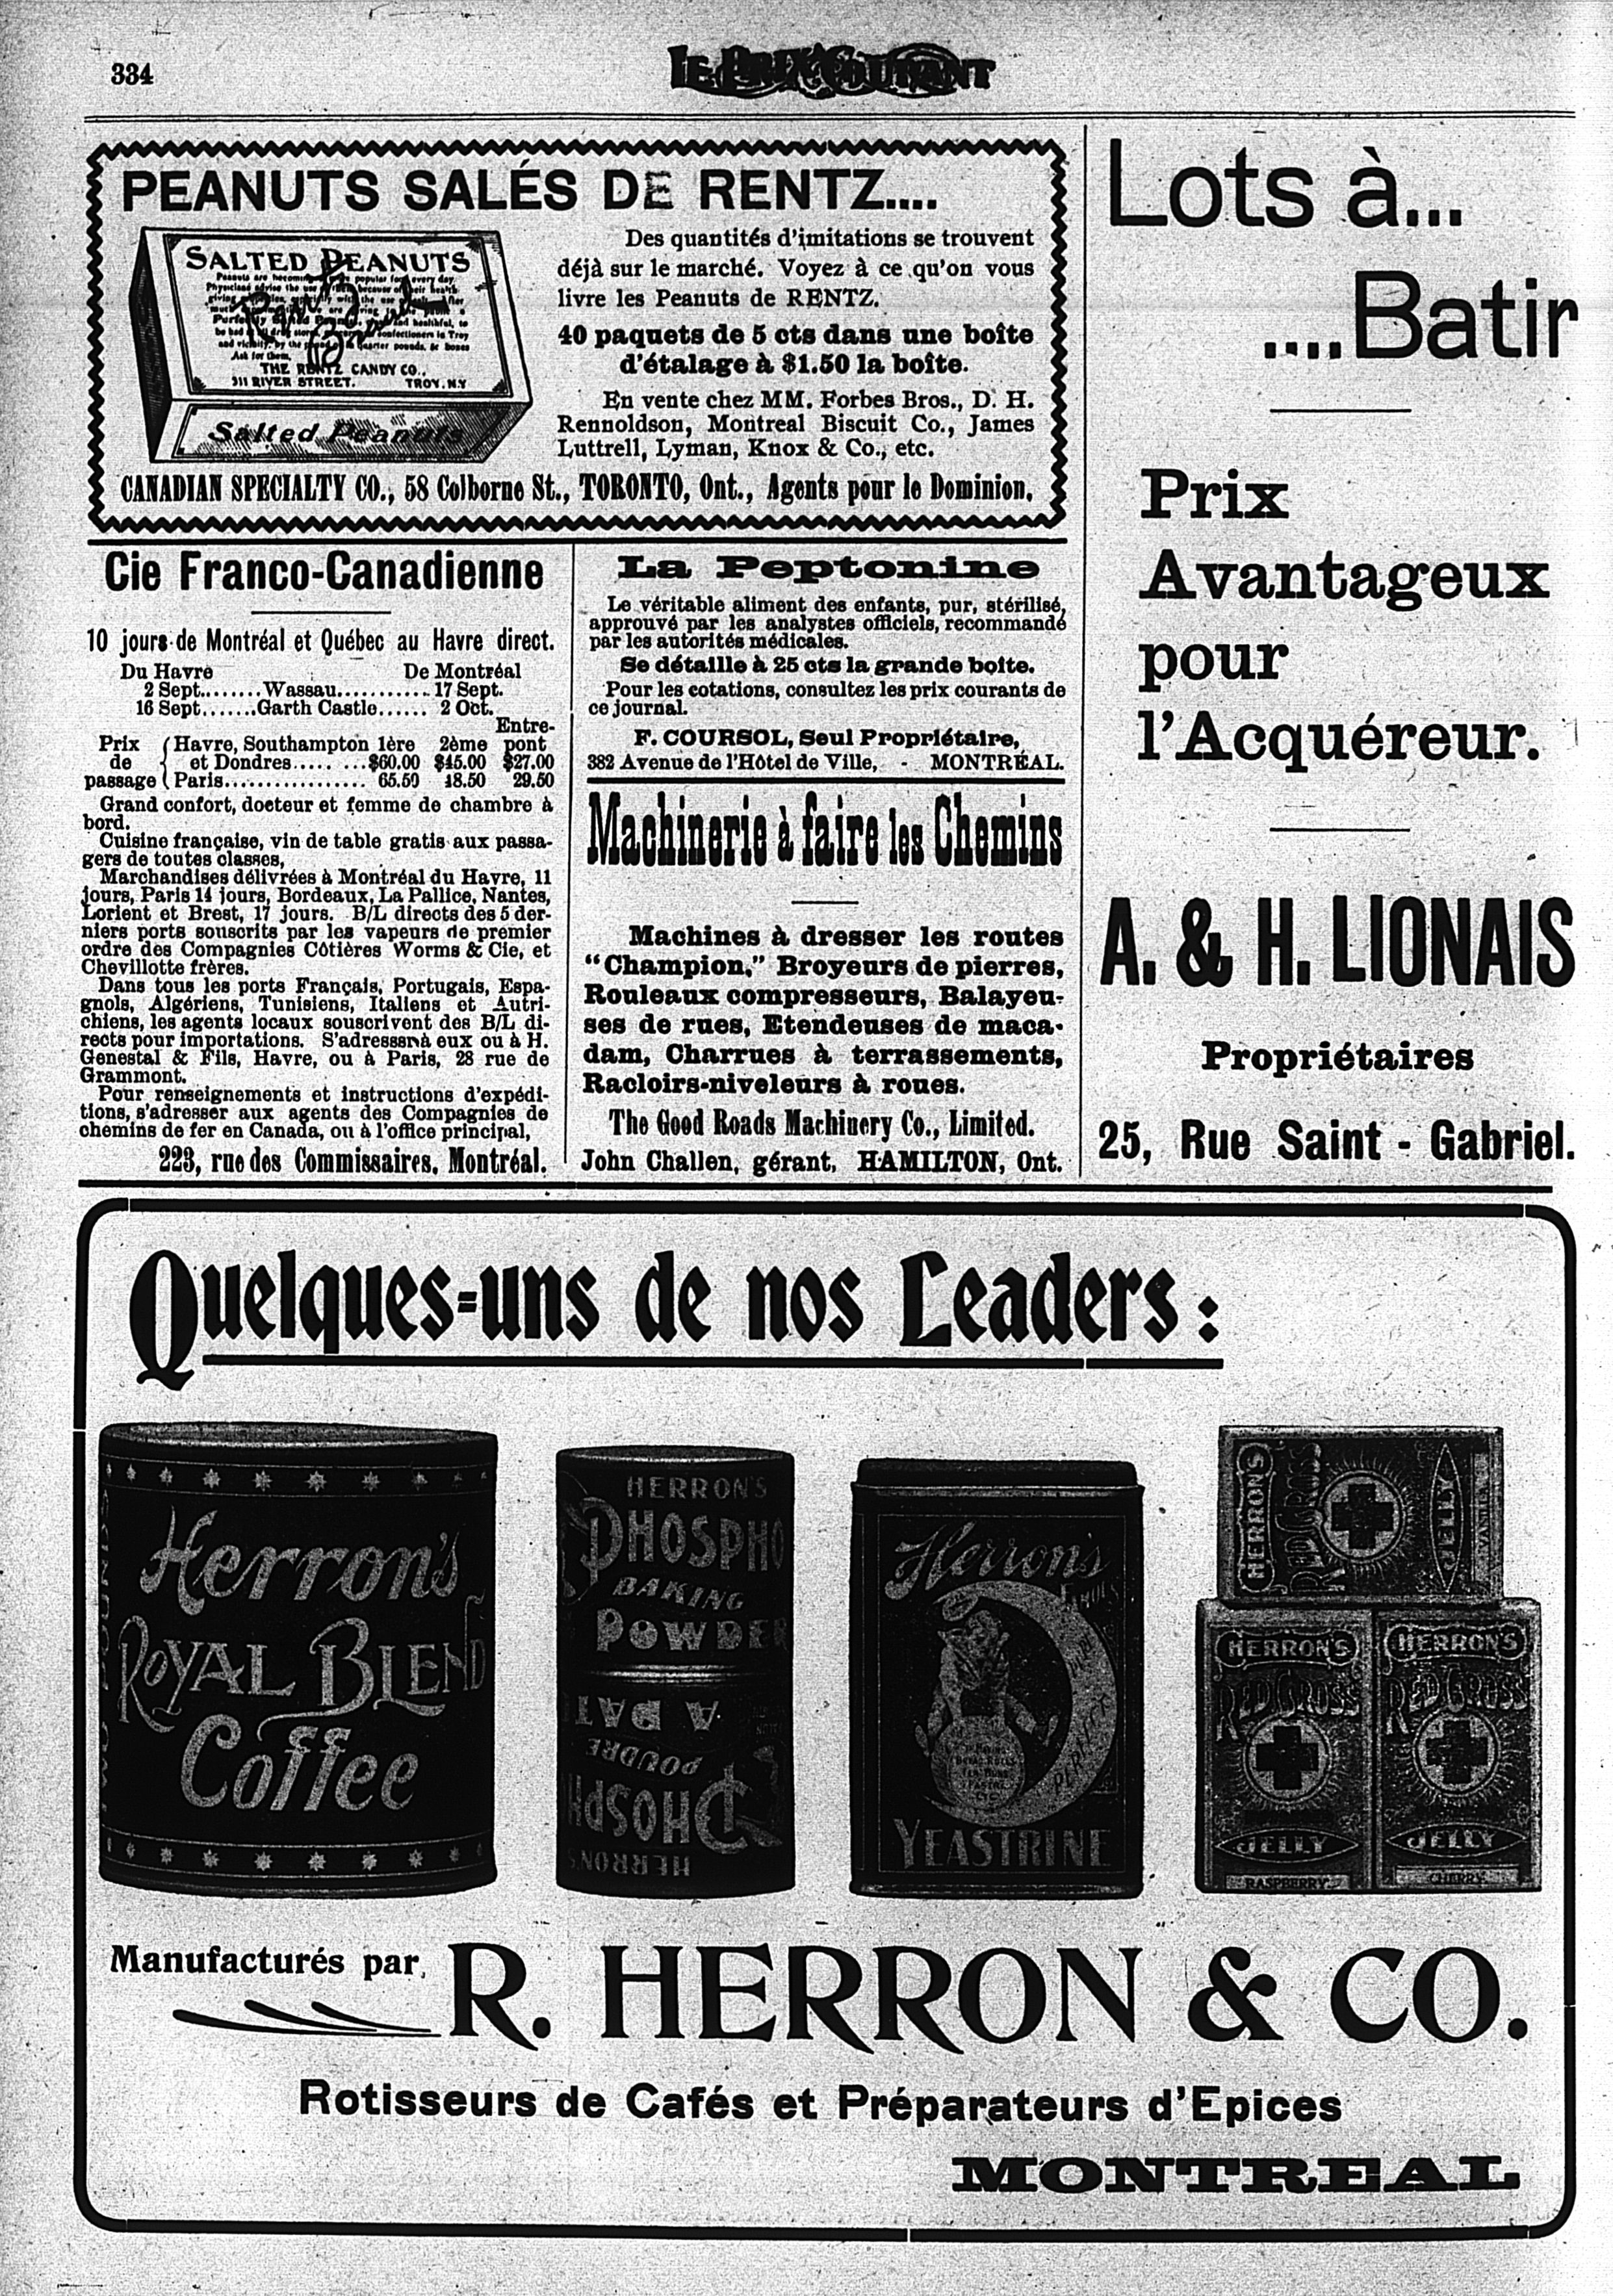 334
LE PRIX COURANT
PEANUTS SALÉS DE RENTZ....
SALTED PEANUTS
THE RENTZ CANDY CO.,
311 RIVER STREET. TROY, N.Y
Salted Peanuts
Des quantités d'imitations se trouvent
déjà sur le marché. Voyez à ce qu'on vous
livre les Peanuts de RENTZ.
40 paquets de 5 cts dans une boîte
d'étalage à $1.50 la boîte.
En vente chez MM. Forbes Bros., D. H.
Rennoldson, Montreal Biscuit Co., James
Luttrell, Lyman, Knox & Co., etc.
CANADIAN SPECIALTY CO., 58 Colborne St., TORONTO, Ont., Agents pour le Dominion.
Cie Franco-Canadienne
10 jours de Montréal et Québec au Havre direct.
Du Havre De Montréal
2 Sept........Wassau...........17 Sept.
16 Sept.......Garth Castle...... 2 Oct.
Entre-
Prix Havre, Southampton 1ère 2ème pont
de et Dondres..... ...$60.00 $45.00 $27.00
passage Paris................ 65.50 48.50 29.50
Grand confort, docteur et femme de chambre à
bord.
Cuisine française, vin de table gratis aux passa-
gers de toutes classes,
Marchandises délivrées à Montréal du Havre, 11
jours, Paris 14 jours, Bordeaux, La Pallice, Nantes,
Lorient et Brest, 17 jours. B/L directs des 5 der-
niers ports souscrits par les vapeurs de premier
ordre des Compagnies Côtières Worms & Cie, et
Chevillotte frères.
Dans tous les ports Français, Portugais, Espa-
gnols, Algériens, Tunisiens, Italiens et Autri-
chiens, les agents locaux souscrivent des B/L di-
rects pour importations. S'adressernà eux ou à H.
Genestal & Fils, Havre, ou à Paris, 28 rue de
Grammont.
Pour renseignements et instructions d'expédi-
tions, s'adresser aux agents des Compagnies de
chemins de fer en Canada, ou à l'office principal,
223, rue des Commissaires, Montréal.
La Peptonine
Le véritable aliment des enfants, pur, stérilisé,
approuvé par les analystes officiels, recommandé
par les autorités médicales.
Se détaille à 25 cts la grande boîte.
Pour les cotations, consultez les prix courants de
ce journal.
F. COURSOL, Seul Propriétaire,
382 Avenue de l'Hôtel de Ville, - MONTRÉAL.
Machinerie à faire les Chemins
Machines à dresser les routes
"Champion," Broyeurs de pierres,
Rouleaux compresseurs, Balayeu-
ses de rues, Etendeuses de maca-
dam, Charrues à terrassements,
Racloirs-niveleurs à roues.
The Good Roads Machinery Co., Limited.
John Challen, gérant, HAMILTON, Ont.
Lots à...
....Batir
Prix
Avantageux
pour
l'Acquéreur.
A. & H. LIONAIS
Propriétaires
25, Rue Saint - Gabriel.
Quelques-uns de nos Leaders :
Herron's
ROYAL BLEND
Coffee
HERRON'S
PHOSPHO
BAKING
POWDER
A PAT
POUDRE
PHOSPH
HERRON'S
Herron's
PERFECT
YEASTRINE
HERRON'S
RED CROSS
JELLY
HERRON'S
RED CROSS
JELLY
RASPBERRY
HERRON'S
RED CROSS
JELLY
CHERRY
Manufacturés par R. HERRON & CO.
Rotisseurs de Cafés et Préparateurs d'Epices
MONTREAL